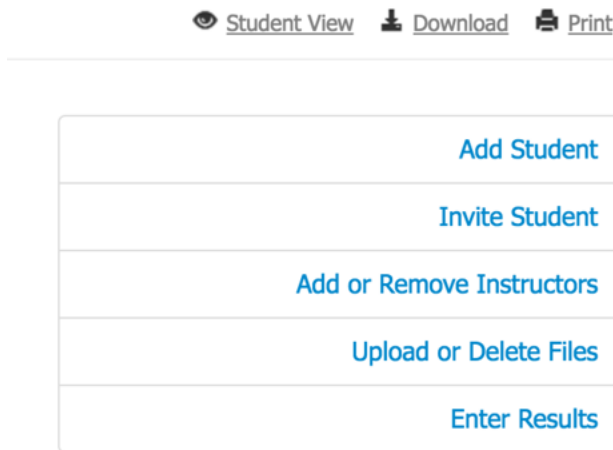 Student View Download Print
Add Student
Invite Student
Add or Remove Instructors
Upload or Delete Files
Enter Results